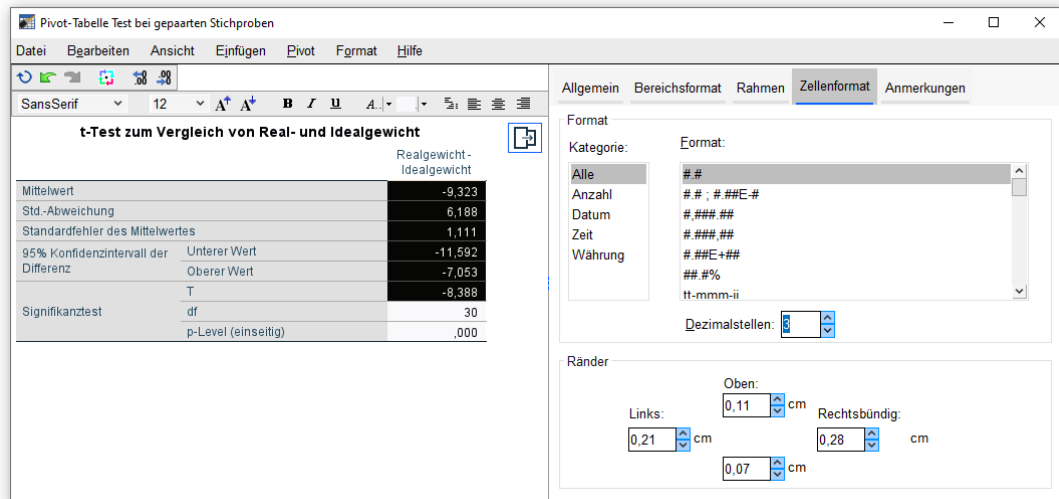 Pivot-Tabelle Test bei gepaarten Stichproben
Datei Bearbeiten Ansicht Einfügen Pivot Format Hilfe
SansSerif 12 A A B I U A..
t-Test zum Vergleich von Real- und Idealgewicht
Realgewicht -
Idealgewicht
Mittelwert -9,323
Std.-Abweichung 6,188
Standardfehler des Mittelwertes 1,111
95% Konfidenzintervall der Differenz Unterer Wert -11,592
Oberer Wert -7,053
Signifikanztest T -8,388
df 30
p-Level (einseitig) ,000
Allgemein Bereichsformat Rahmen Zellenformat Anmerkungen
Format
Kategorie:
Alle
Anzahl
Datum
Zeit
Währung
Format:
#.#
#.# ; #.##E-#
#,###.##
#.###,##
#.##E+##
##.#%
tt-mmm-jj
Dezimalstellen: 3
Ränder
Oben:
0,11 cm
Links:
0,21 cm
Rechtsbündig:
0,28 cm
0,07 cm